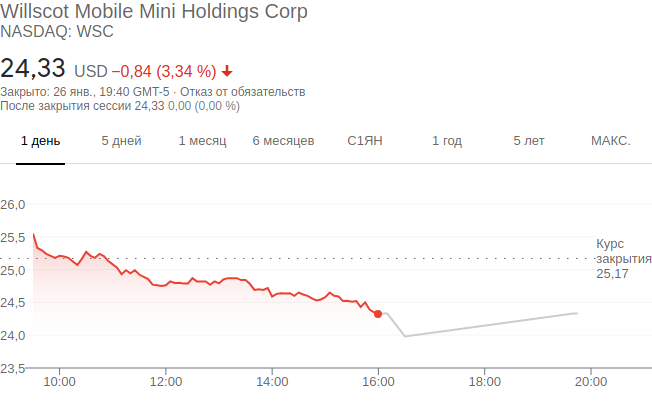 Willscot Mobile Mini Holdings Corp
NASDAQ: WSC
24,33 USD −0,84 (3,34 %)
Закрыто: 26 янв., 19:40 GMT-5 · Отказ от обязательств
После закрытия сессии 24,33 0,00 (0,00 %)
1 день 5 дней 1 месяц 6 месяцев С1ЯН 1 год 5 лет МАКС.
26,0
25,5
Курс
закрытия
25,17
25,0
24,5
24,0
23,5
10:00 12:00 14:00 16:00 18:00 20:00